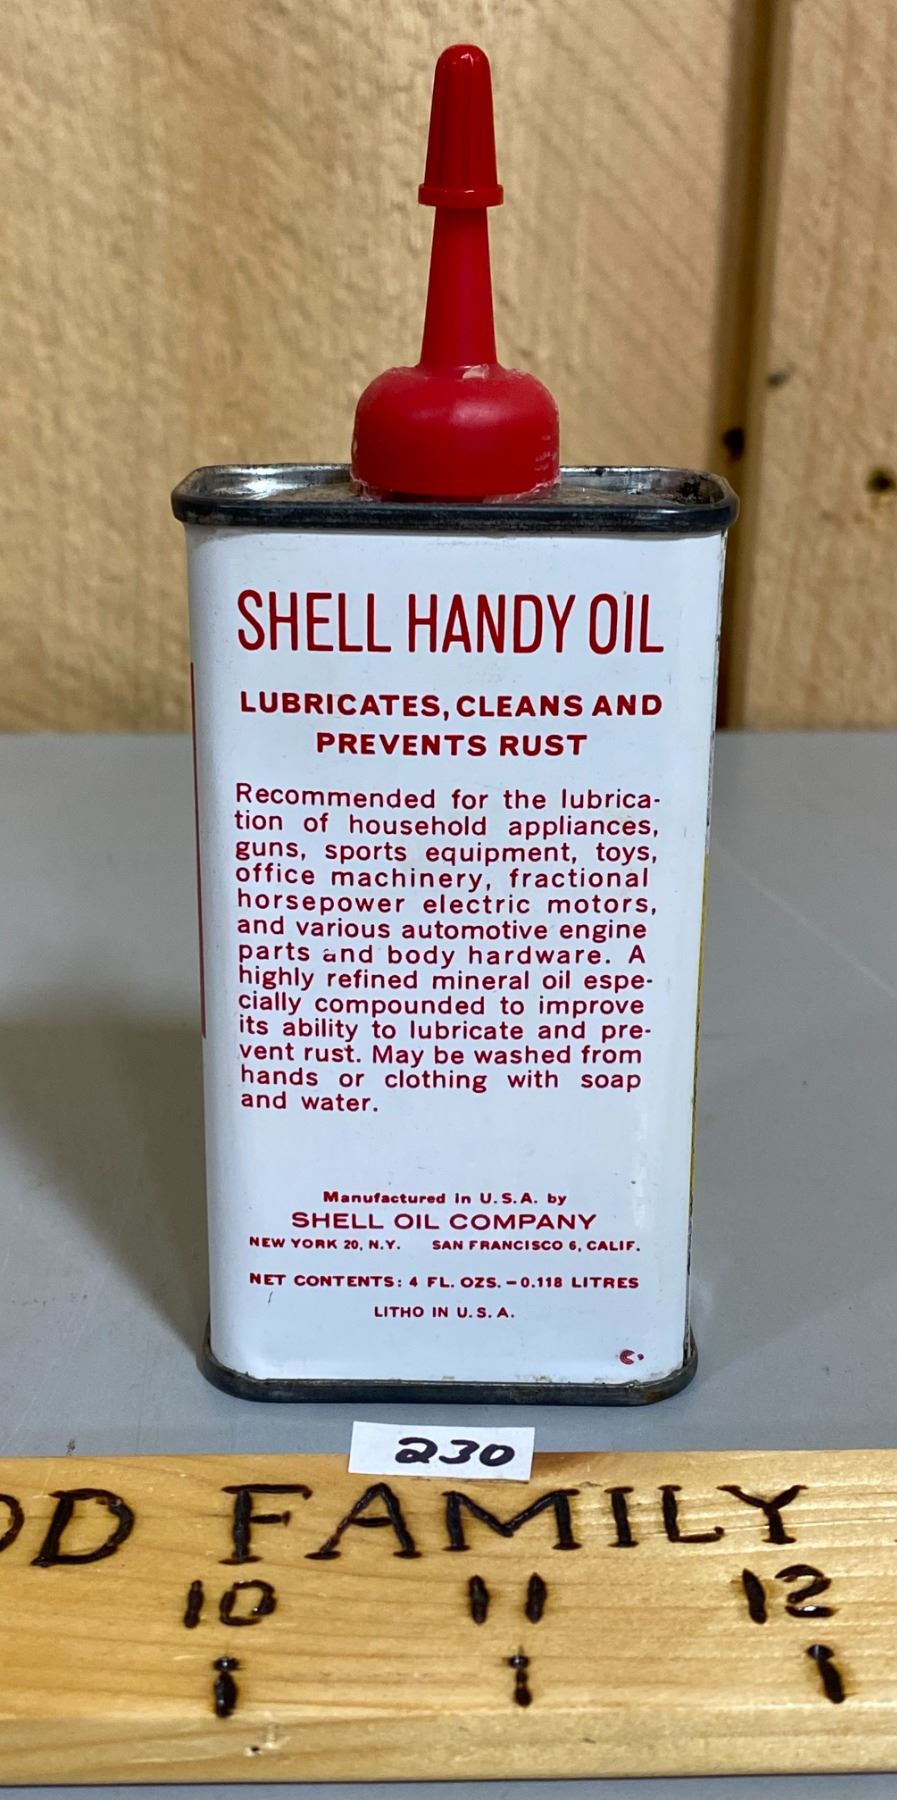 SHELL HANDY OIL
LUBRICATES, CLEANS AND
PREVENTS RUST
Recommended for the lubrica-
tion of household appliances,
guns, sports equipment, toys,
office machinery, fractional
horsepower electric motors,
and various automotive engine
parts and body hardware. A
highly refined mineral oil espe-
cially compounded to improve
its ability to lubricate and pre-
vent rust. May be washed from
hands or clothing with soap
and water.
Manufactured in U.S.A. by
SHELL OIL COMPANY
NEW YORK 20, N.Y. SAN FRANCISCO 6, CALIF.
NET CONTENTS: 4 FL. OZS. – 0.118 LITRES
LITHO IN U.S.A.
230
OD FAMILY
10 11 12